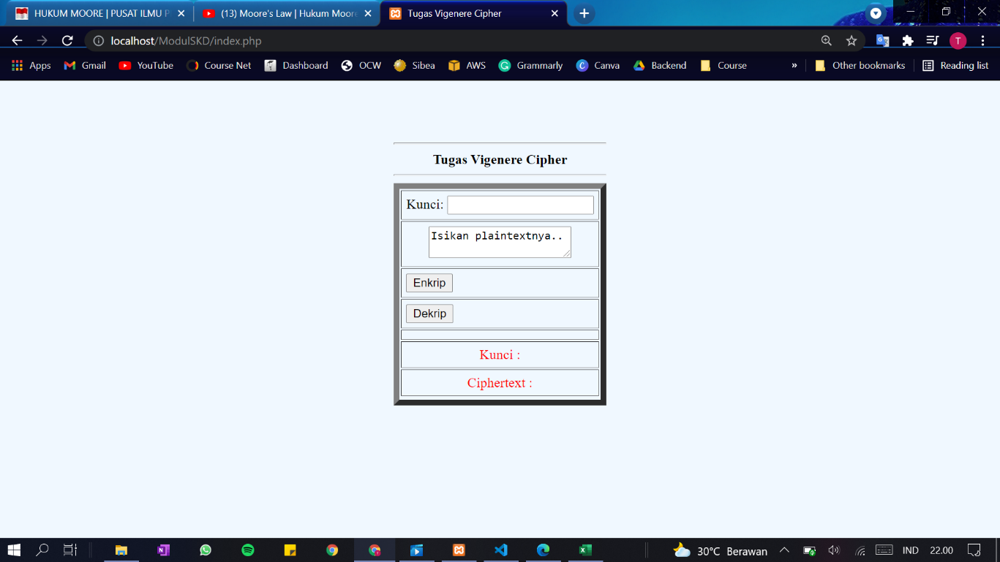 HUKUM MOORE | PUSAT ILMU P
(13) Moore's Law | Hukum Moore
Tugas Vigenere Cipher
localhost/ModulSKD/index.php
T
Apps Gmail YouTube Course Net Dashboard OCW Sibea AWS Grammarly Canva Backend Course » Other bookmarks Reading list
Tugas Vigenere Cipher
Kunci:
Isikan plaintextnya..
Enkrip
Dekrip
Kunci :
Ciphertext :
30°C Berawan IND 22.00